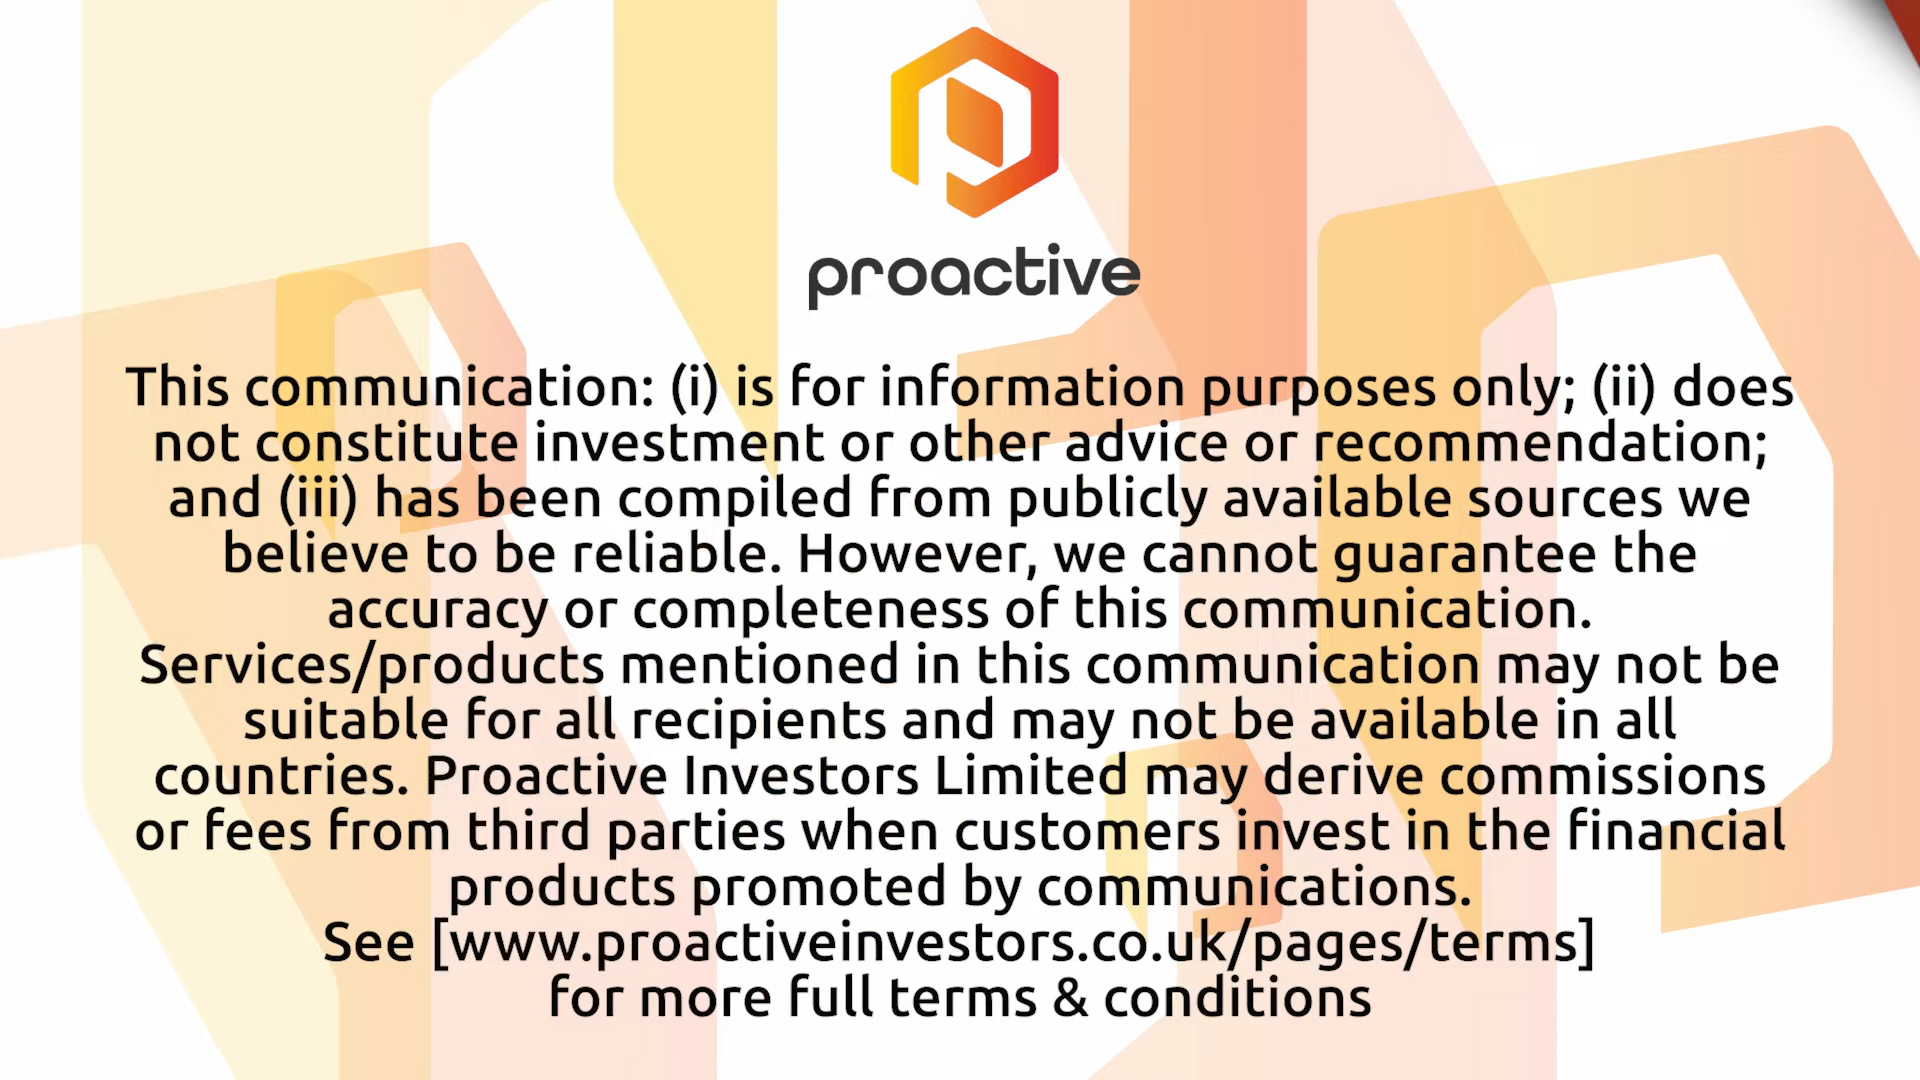 proactive
This communication: (i) is for information purposes only; (ii) does
not constitute investment or other advice or recommendation;
and (iii) has been compiled from publicly available sources we
believe to be reliable. However, we cannot guarantee the
accuracy or completeness of this communication.
Services/products mentioned in this communication may not be
suitable for all recipients and may not be available in all
countries. Proactive Investors Limited may derive commissions
or fees from third parties when customers invest in the financial
products promoted by communications.
See [www.proactiveinvestors.co.uk/pages/terms]
for more full terms & conditions